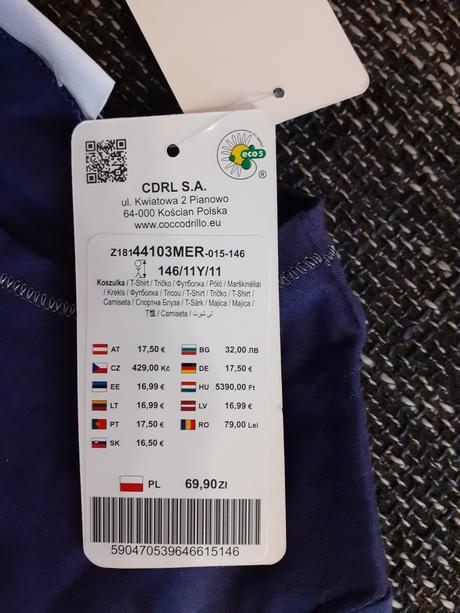 eco 5
®
CDRL S.A.
ul. Kwiatowa 2 Pianowo
64-000 Kościan Polska
www.coccodrillo.eu
Z18144103MER-015-146
146/11Y/11
Koszulka / T-Shirt / Tričko / Футболка / Póló / Marškinėliai
/ Krekls / Футболка / Tricou / T-Shirt / Tričko / T-Shirt /
Camiseta / Спортна Блуза / T-Särk / Majica / Majica /
T恤 / Camiseta / تي شيرت /
AT 17,50 € BG 32,00 ЛВ
CZ 429,00 Kč DE 17,50 €
EE 16,99 € HU 5390,00 Ft
LT 16,99 € LV 16,99 €
PT 17,50 € RO 79,00 Lei
SK 16,50 €
PL 69,90 Zł
590470539646615146